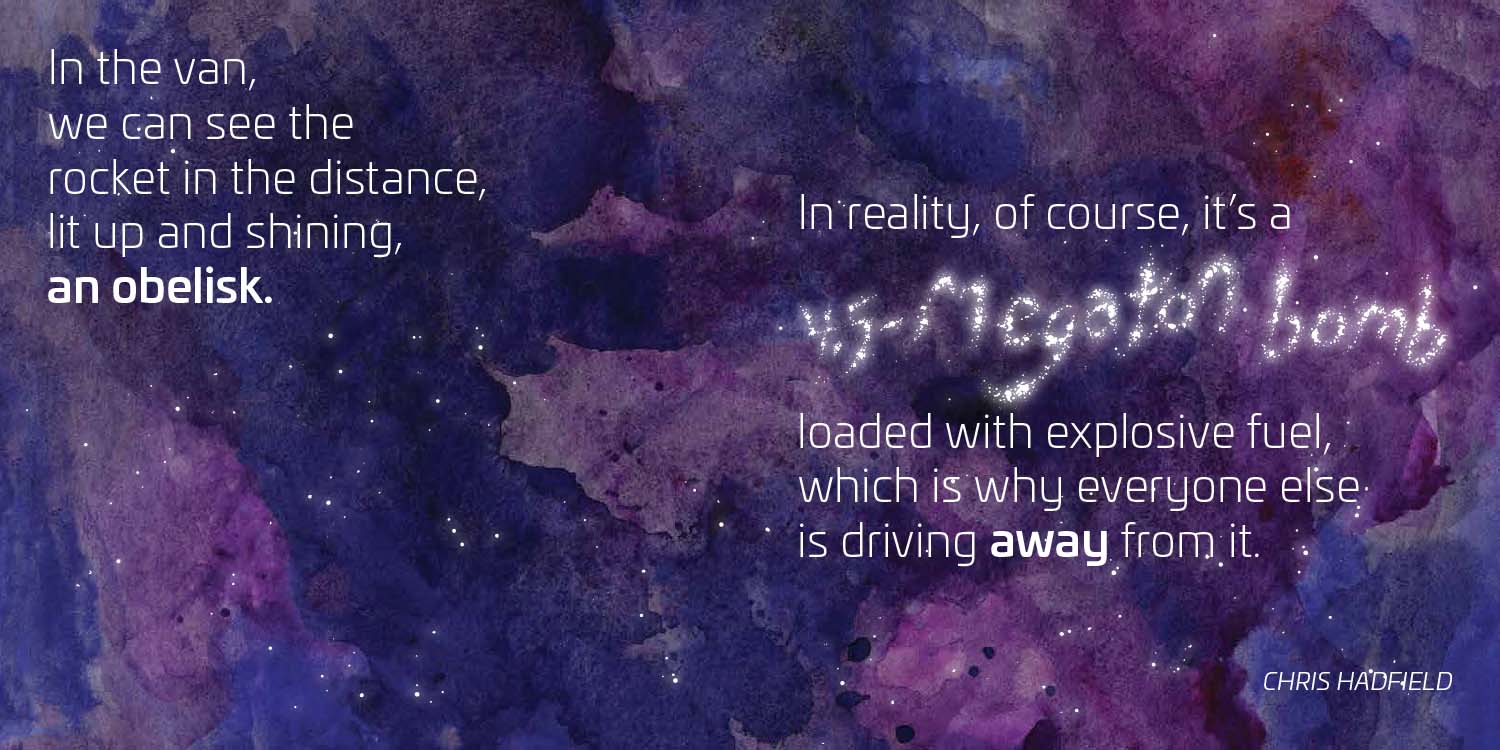 In the van,
we can see the
rocket in the distance,
lit up and shining,
an obelisk.
In reality, of course, it's a
4.5-Megaton bomb
loaded with explosive fuel,
which is why everyone else
is driving away from it.
CHRIS HADFIELD